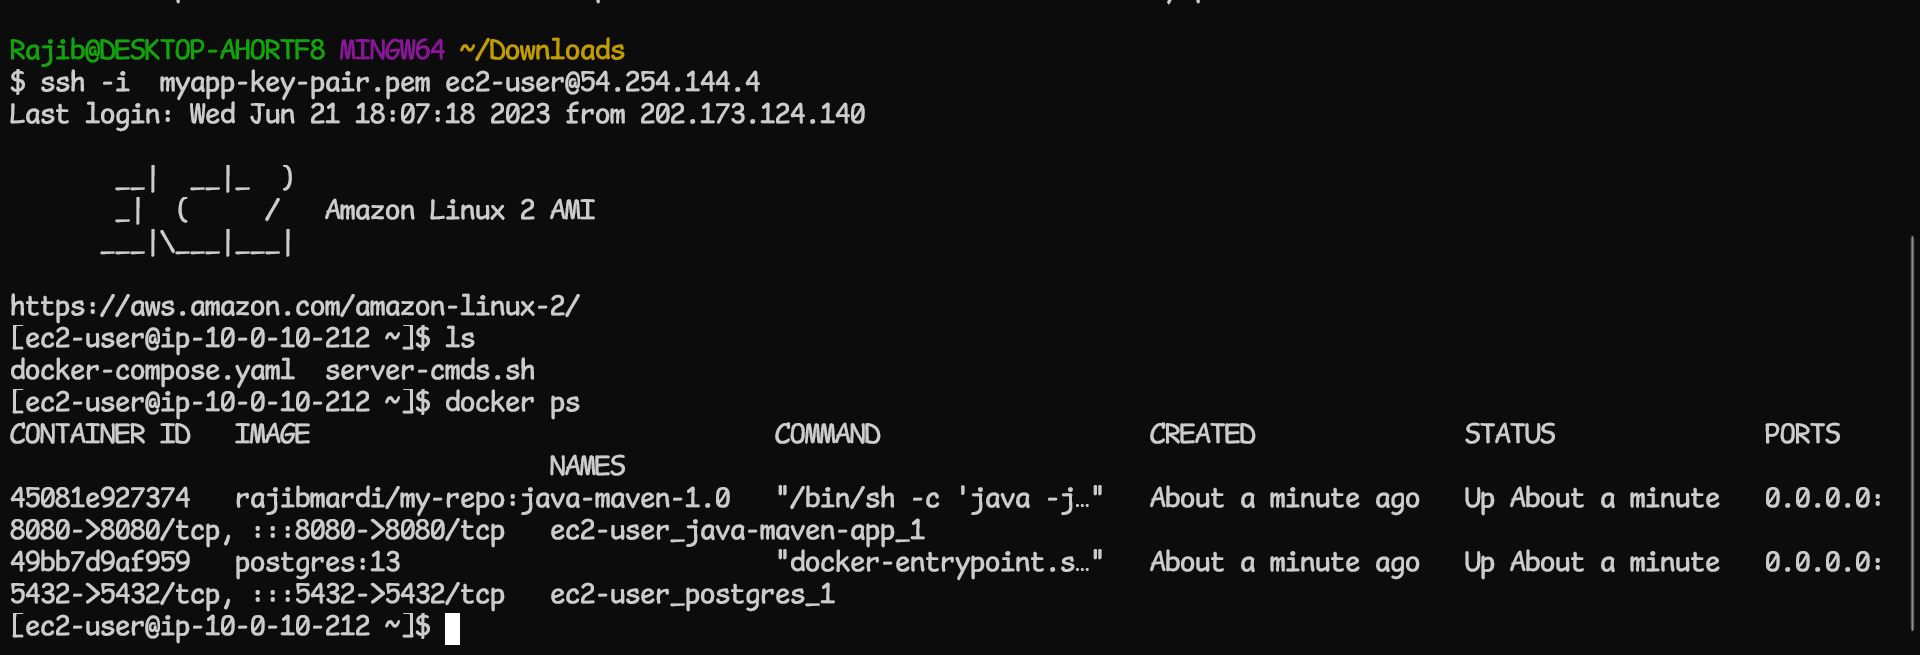 Rajib@DESKTOP-AHORTF8 MINGW64 ~/Downloads
$ ssh -i  myapp-key-pair.pem ec2-user@54.254.144.4
Last login: Wed Jun 21 18:07:18 2023 from 202.173.124.140

       __|  __|_  )
       _|  (     /   Amazon Linux 2 AMI
      ___|\___|___|

https://aws.amazon.com/amazon-linux-2/
[ec2-user@ip-10-0-10-212 ~]$ ls
docker-compose.yaml  server-cmds.sh
[ec2-user@ip-10-0-10-212 ~]$ docker ps
CONTAINER ID   IMAGE                               COMMAND                  CREATED              STATUS              PORTS
                                    NAMES
45081e927374   rajibmardi/my-repo:java-maven-1.0   "/bin/sh -c 'java -j…"   About a minute ago   Up About a minute   0.0.0.0:
8080->8080/tcp, :::8080->8080/tcp   ec2-user_java-maven-app_1
49bb7d9af959   postgres:13                         "docker-entrypoint.s…"   About a minute ago   Up About a minute   0.0.0.0:
5432->5432/tcp, :::5432->5432/tcp   ec2-user_postgres_1
[ec2-user@ip-10-0-10-212 ~]$